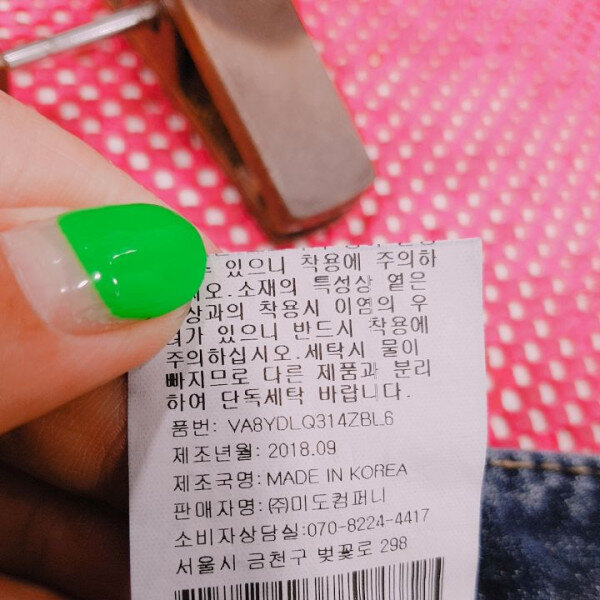 있으니 착용에 주의하
시오.소재의 특성상 옅은
상과의 착용시 이염의 우
려가 있으니 반드시 착용에
주의하십시오.세탁시 물이
빠지므로 다른 제품과 분리
하여 단독세탁 바랍니다.
품번: VA8YDLQ314ZBL6
제조년월: 2018.09
제조국명: MADE IN KOREA
판매자명: ㈜미도컴퍼니
소비자상담실:070-8224-4417
서울시 금천구 벚꽃로 298